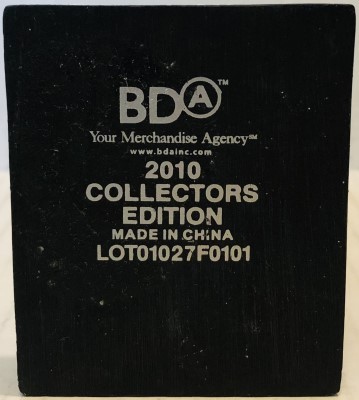 BDA™
Your Merchandise Agency℠
www.bdainc.com
2010
COLLECTORS
EDITION
MADE IN CHINA
LOT01027F0101